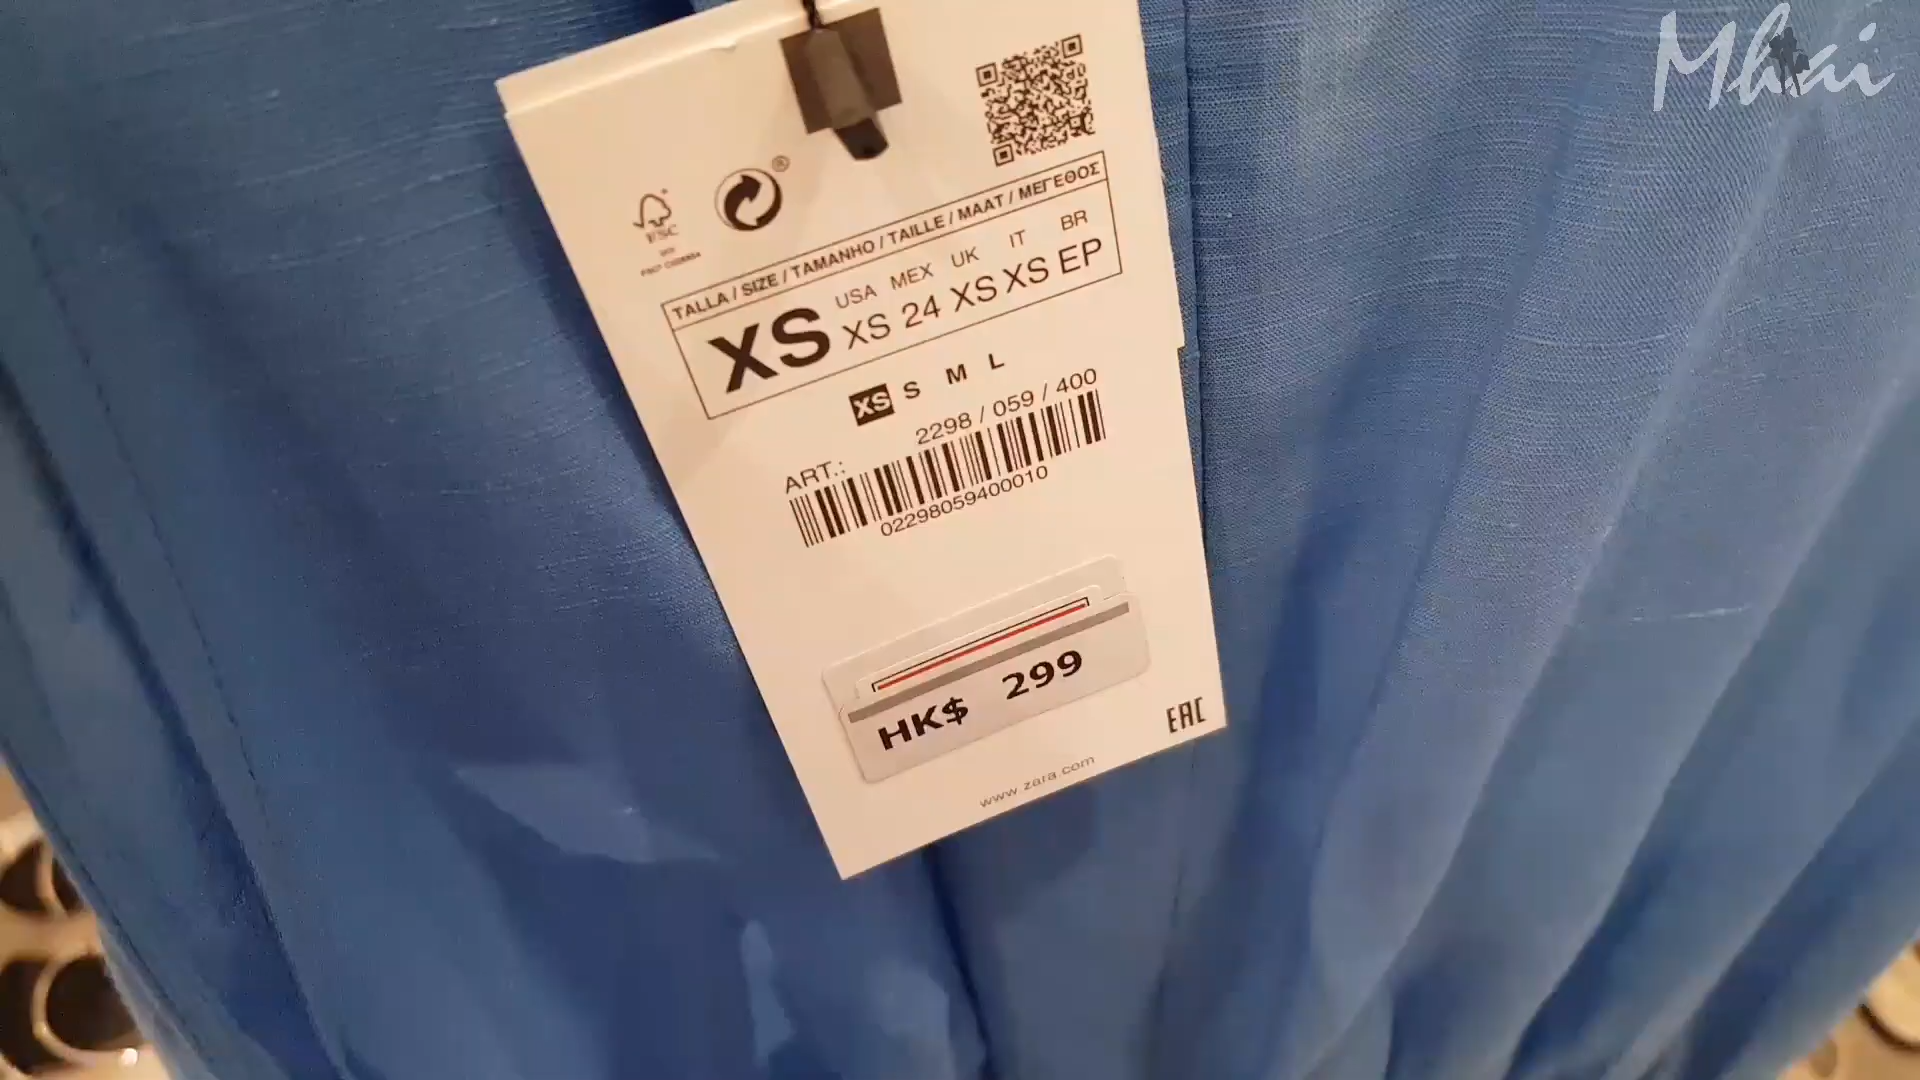 Mhai
®
FSC
TALLA / SIZE / TAMANHO / TAILLE / MAAT / ΜΕΓΕΘΟΣ
USA MEX UK IT BR
XS XS 24 XS XS EP
XS S M L
ART.: 2298 / 059 / 400
02298059400010
HK$ 299
EAC
www.zara.com